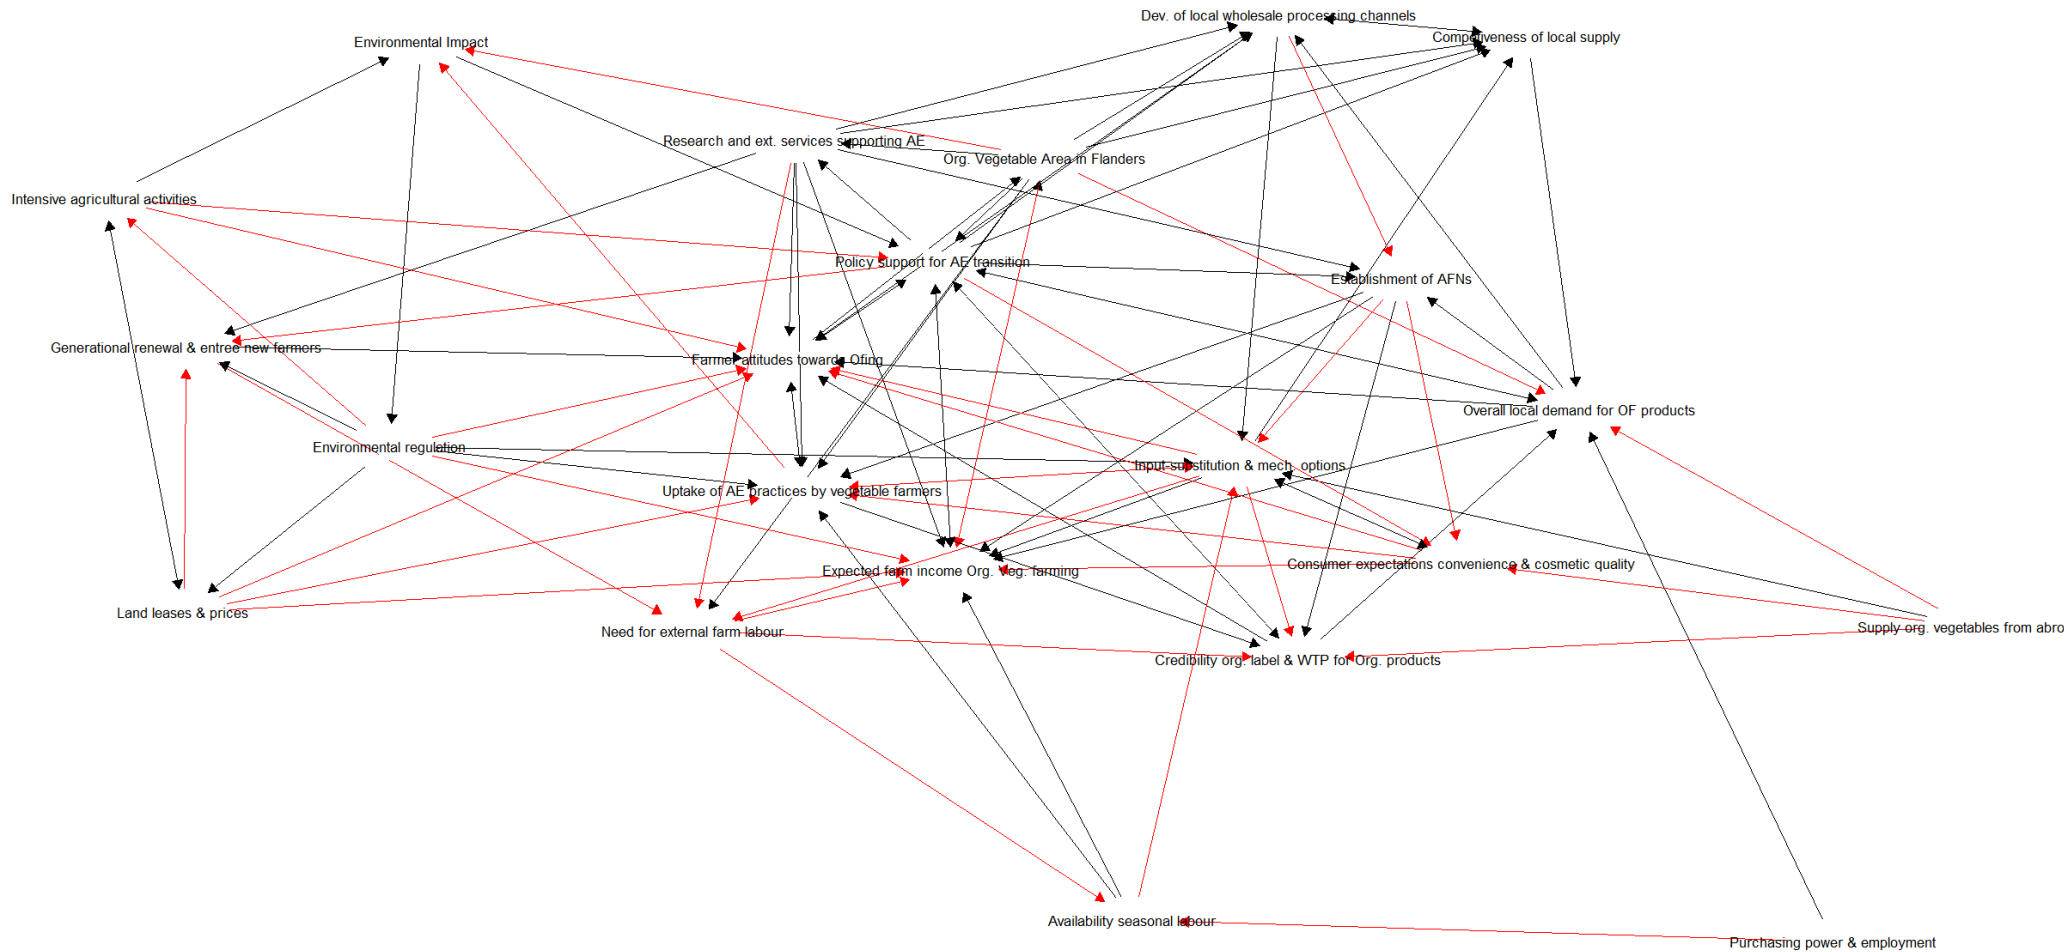 Dev. of local wholesale processing channels
Competiveness of local supply
Environmental Impact
Research and ext. services supporting AE
Org. Vegetable Area in Flanders
Intensive agricultural activities
Policy support for AE transition
Establishment of AFNs
Generational renewal & entree new farmers
Farmer attitudes towards Ofing
Overall local demand for OF products
Environmental regulation
Input-substitution & mech. options
Uptake of AE practices by vegetable farmers
Consumer expectations convenience & cosmetic quality
Expected farm income Org. Veg. farming
Land leases & prices
Supply org. vegetables from abro
Need for external farm labour
Credibility org. label & WTP for Org. products
Availability seasonal labour
Purchasing power & employment